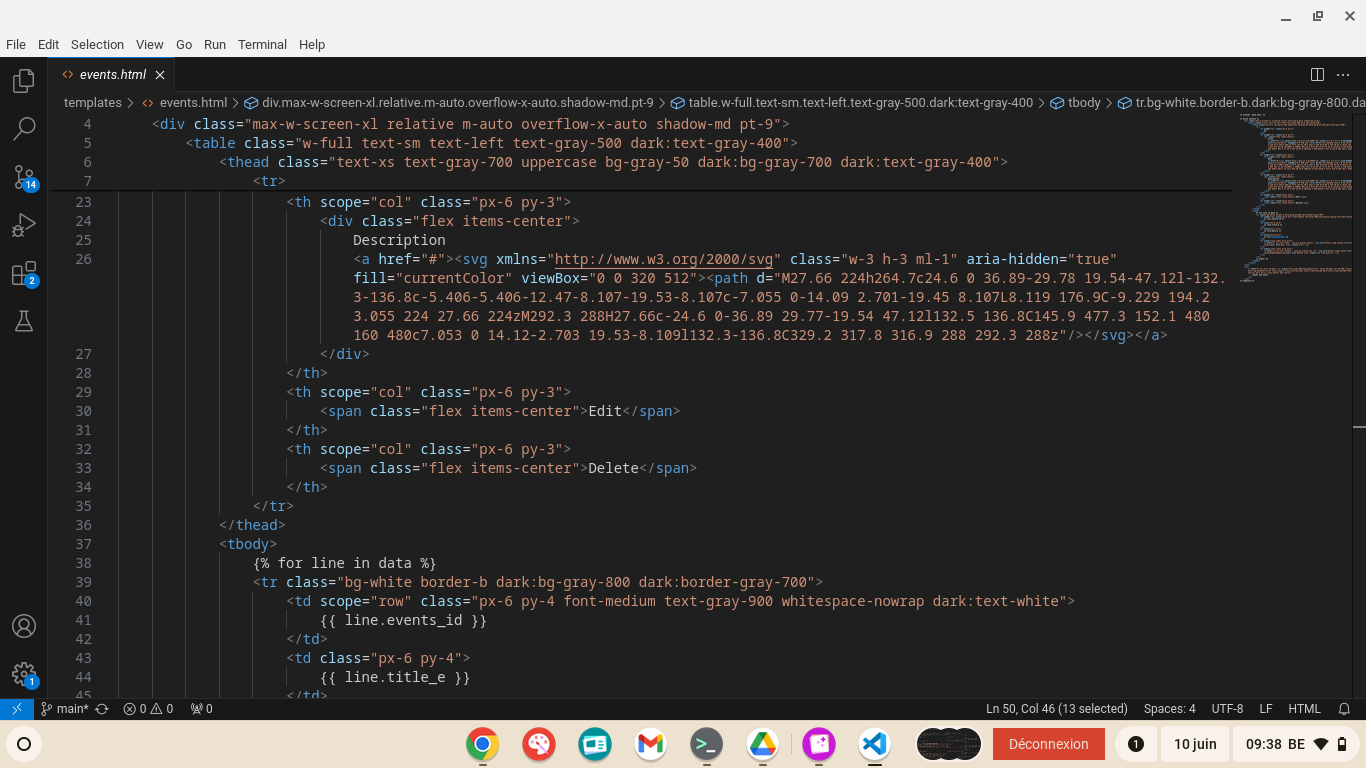 File Edit Selection View Go Run Terminal Help
events.html
templates > events.html > div.max-w-screen-xl.relative.m-auto.overflow-x-auto.shadow-md.pt-9 > table.w-full.text-sm.text-left.text-gray-500.dark:text-gray-400 > tbody > tr.bg-white.border-b.dark:bg-gray-800.da
4 <div class="max-w-screen-xl relative m-auto overflow-x-auto shadow-md pt-9">
5 <table class="w-full text-sm text-left text-gray-500 dark:text-gray-400">
6 <thead class="text-xs text-gray-700 uppercase bg-gray-50 dark:bg-gray-700 dark:text-gray-400">
7 <tr>
23 <th scope="col" class="px-6 py-3">
24 <div class="flex items-center">
25 Description
26 <a href="#"><svg xmlns="http://www.w3.org/2000/svg" class="w-3 h-3 ml-1" aria-hidden="true"
fill="currentColor" viewBox="0 0 320 512"><path d="M27.66 224h264.7c24.6 0 36.89-29.78 19.54-47.12l-132.
3-136.8c-5.406-5.406-12.47-8.107-19.53-8.107c-7.055 0-14.09 2.701-19.45 8.107L8.119 176.9C-9.229 194.2
3.055 224 27.66 224zM292.3 288H27.66c-24.6 0-36.89 29.77-19.54 47.12l132.5 136.8C145.9 477.3 152.1 480
160 480c7.053 0 14.12-2.703 19.53-8.109l132.3-136.8C329.2 317.8 316.9 288 292.3 288z"/></svg></a>
27 </div>
28 </th>
29 <th scope="col" class="px-6 py-3">
30 <span class="flex items-center">Edit</span>
31 </th>
32 <th scope="col" class="px-6 py-3">
33 <span class="flex items-center">Delete</span>
34 </th>
35 </tr>
36 </thead>
37 <tbody>
38 {% for line in data %}
39 <tr class="bg-white border-b dark:bg-gray-800 dark:border-gray-700">
40 <td scope="row" class="px-6 py-4 font-medium text-gray-900 whitespace-nowrap dark:text-white">
41 {{ line.events_id }}
42 </td>
43 <td class="px-6 py-4">
44 {{ line.title_e }}
45 </td>
14
2
1
main* 0 0 0 Ln 50, Col 46 (13 selected) Spaces: 4 UTF-8 LF HTML
Déconnexion 1 10 juin 09:38 BE